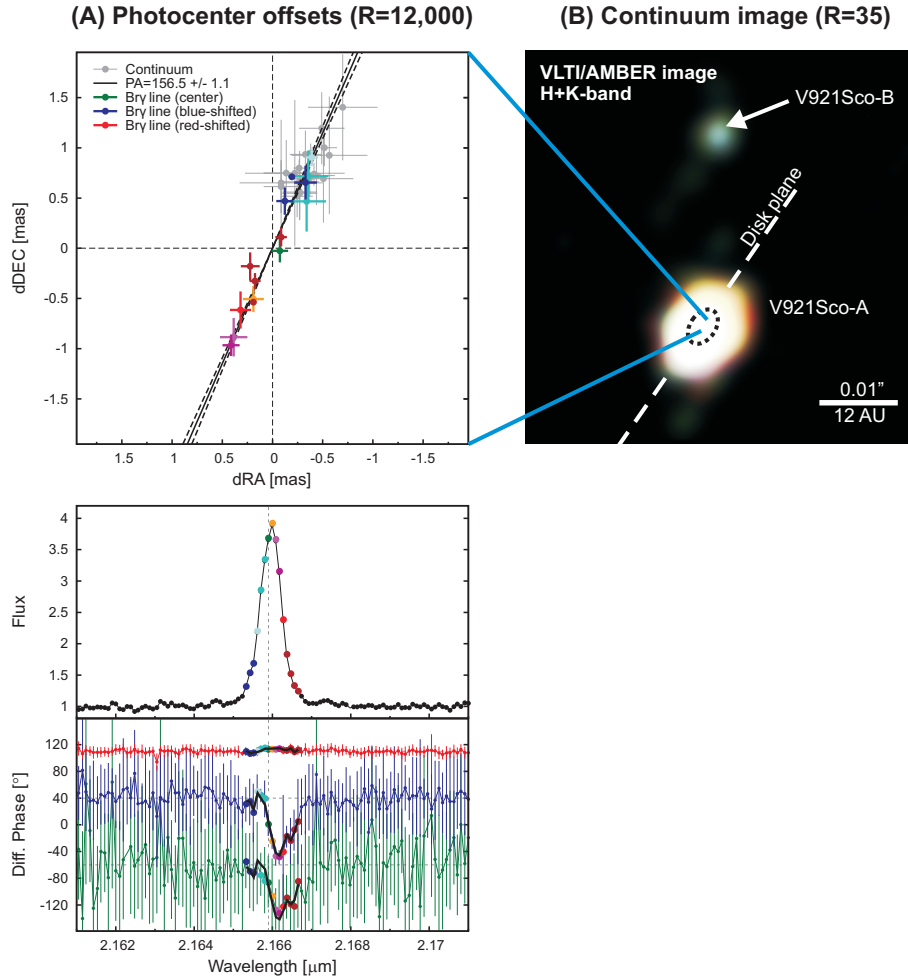 (A) Photocenter offsets (R=12,000)
(B) Continuum image (R=35)
Continuum
PA=156.5 +/- 1.1
Brγ line (center)
Brγ line (blue-shifted)
Brγ line (red-shifted)
1.5
1
0.5
0
-0.5
-1
-1.5
dDEC [mas]
1.5
1
0.5
0
-0.5
-1
-1.5
dRA [mas]
VLTI/AMBER image
H+K-band
V921Sco-B
Disk plane
V921Sco-A
0.01"
12 AU
4
3.5
3
2.5
2
1.5
1
Flux
120
80
40
0
-40
-80
-120
Diff. Phase [°]
2.162
2.164
2.166
2.168
2.17
Wavelength [μm]